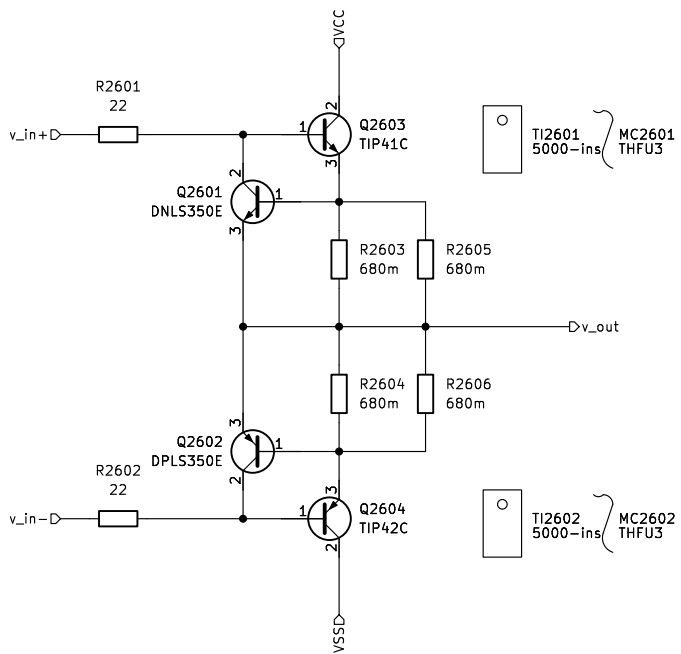 VCC
R2601
22
v_in+
1
2
3
Q2603
TIP41C
TI2601
5000-ins
MC2601
THFU3
Q2601
DNLS350E
2
1
3
R2603
680m
R2605
680m
v_out
R2604
680m
R2606
680m
Q2602
DPLS350E
3
1
2
R2602
22
v_in-
1
3
2
Q2604
TIP42C
TI2602
5000-ins
MC2602
THFU3
VSS